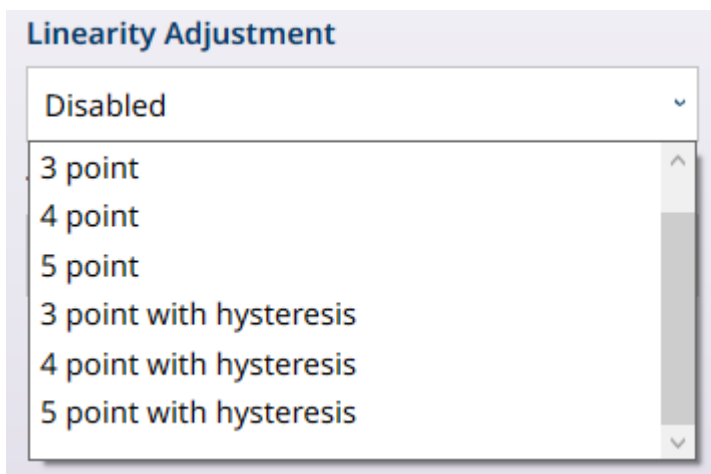 Linearity Adjustment
Disabled
3 point
4 point
5 point
3 point with hysteresis
4 point with hysteresis
5 point with hysteresis